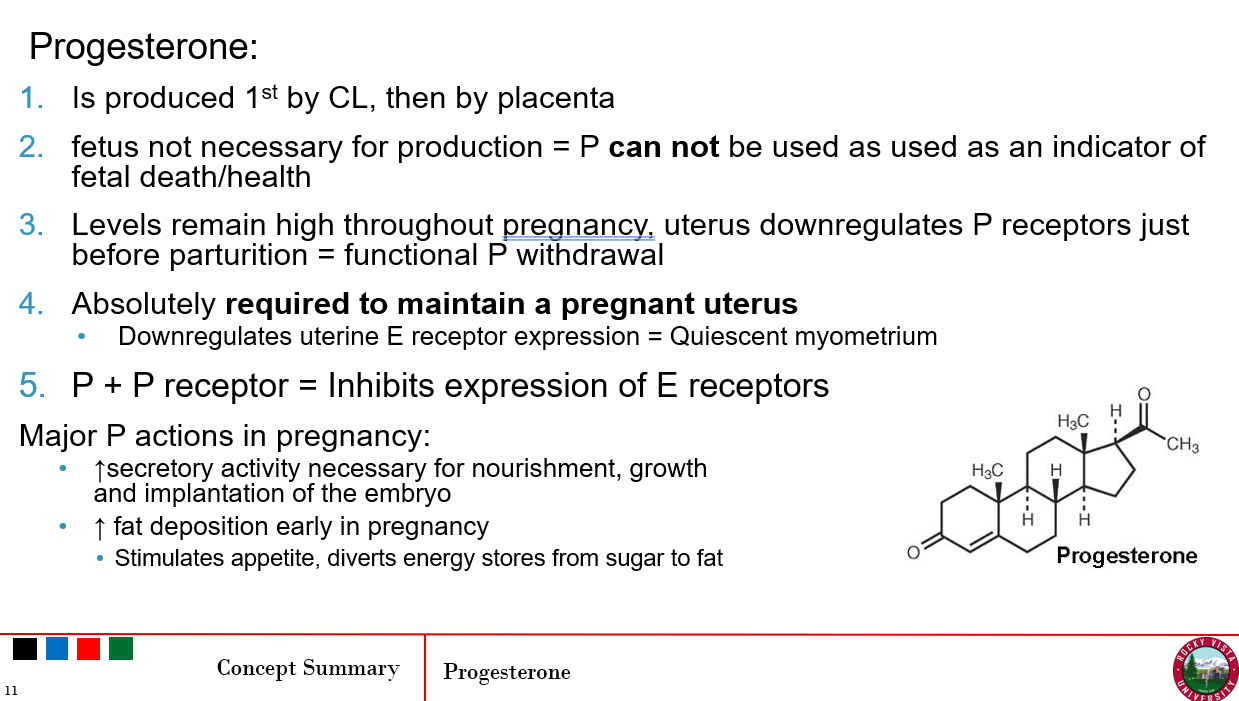 Progesterone:
1. Is produced 1st by CL, then by placenta
2. fetus not necessary for production = P can not be used as used as an indicator of
fetal death/health
3. Levels remain high throughout pregnancy, uterus downregulates P receptors just
before parturition = functional P withdrawal
4. Absolutely required to maintain a pregnant uterus
• Downregulates uterine E receptor expression = Quiescent myometrium
5. P + P receptor = Inhibits expression of E receptors
Major P actions in pregnancy:
• ↑secretory activity necessary for nourishment, growth
and implantation of the embryo
• ↑ fat deposition early in pregnancy
• Stimulates appetite, diverts energy stores from sugar to fat
O
H
H₃C
CH₃
H₃C
H
H
H
O
Progesterone
Concept Summary
Progesterone
11
ROCKY VISTA
UNIVERSITY